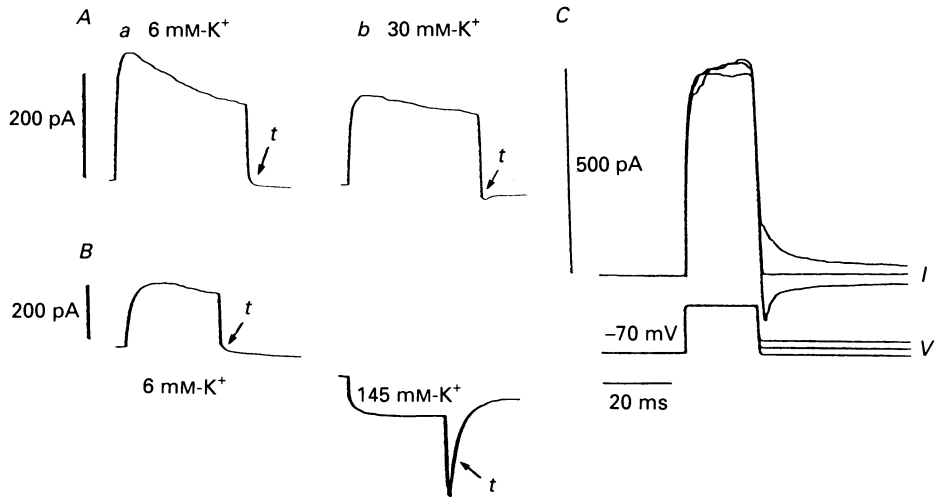 A
a 6 mM-K⁺
b 30 mM-K⁺
200 pA
t
t
B
200 pA
t
6 mM-K⁺
145 mM-K⁺
t
C
500 pA
I
−70 mV
V
20 ms